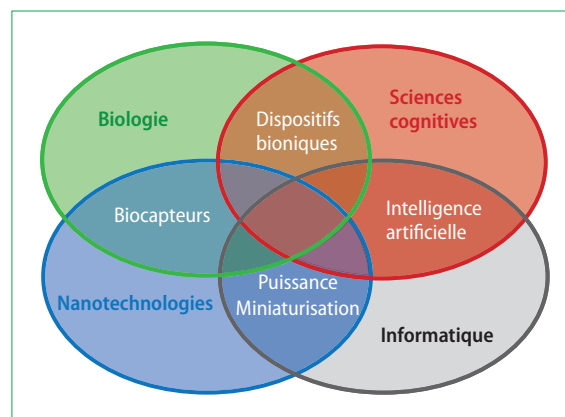 Biologie
Dispositifs
bioniques
Sciences
cognitives
Biocapteurs
Intelligence
artificielle
Nanotechnologies
Puissance
Miniaturisation
Informatique